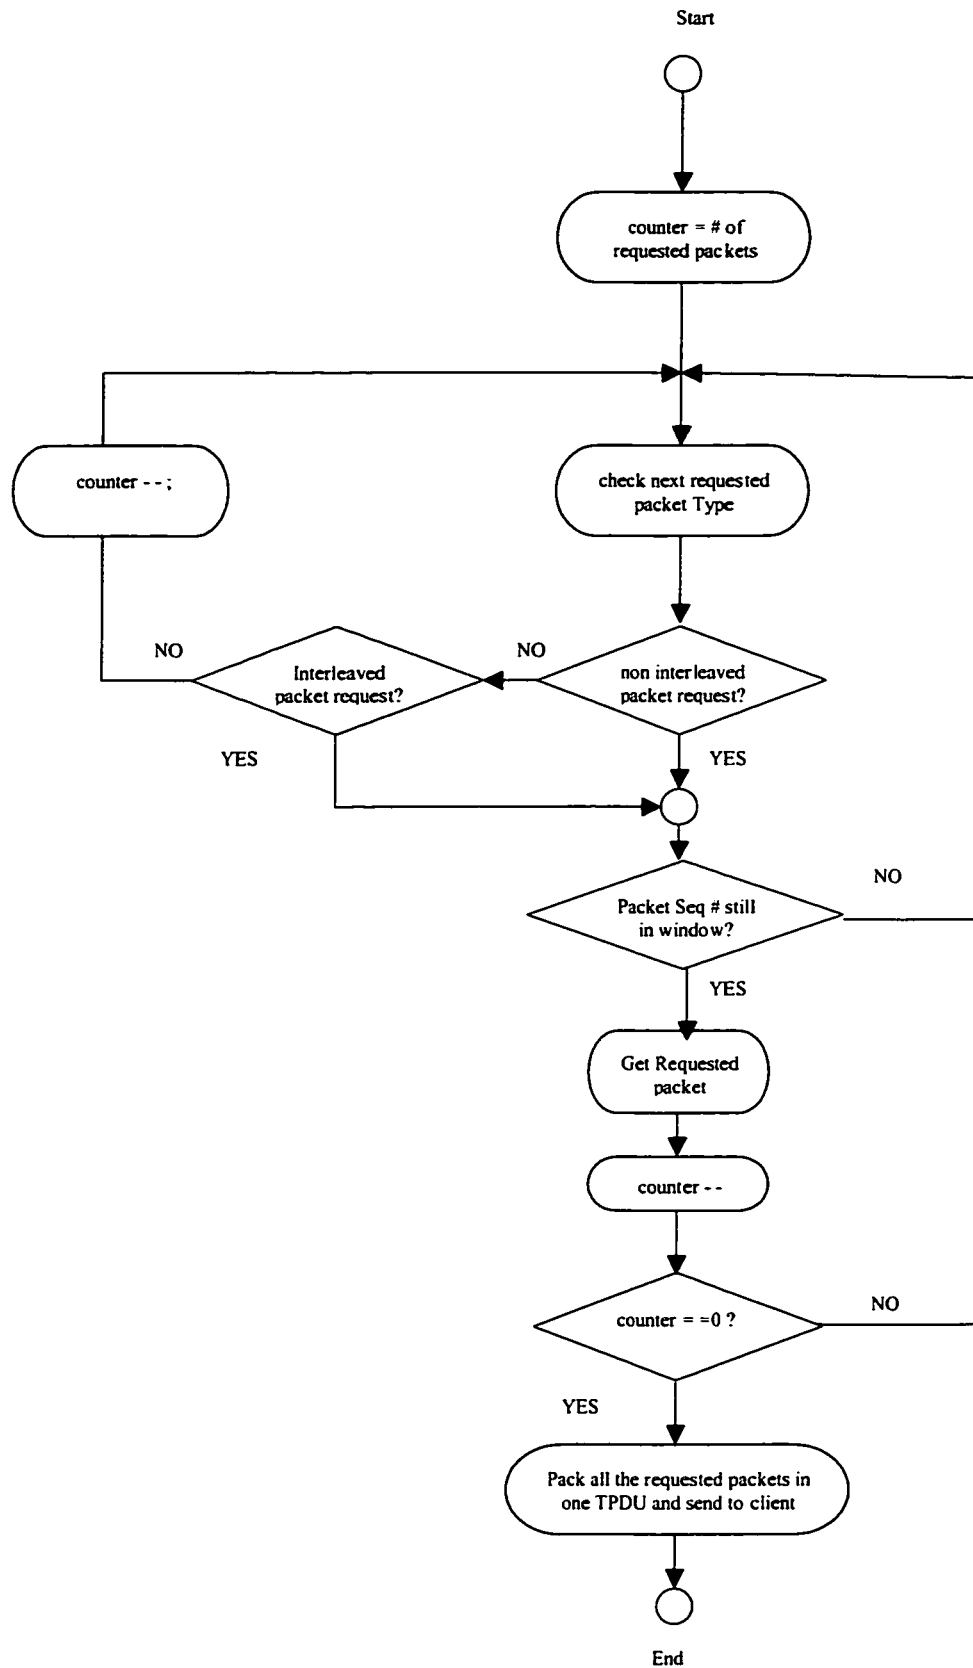 Start
counter = # of
requested packets
counter - - ;
check next requested
packet Type
NO
Interleaved
packet request?
NO
non interleaved
packet request?
YES
YES
Packet Seq # still
in window?
NO
YES
Get Requested
packet
counter - -
counter = =0 ?
NO
YES
Pack all the requested packets in
one TPDU and send to client
End